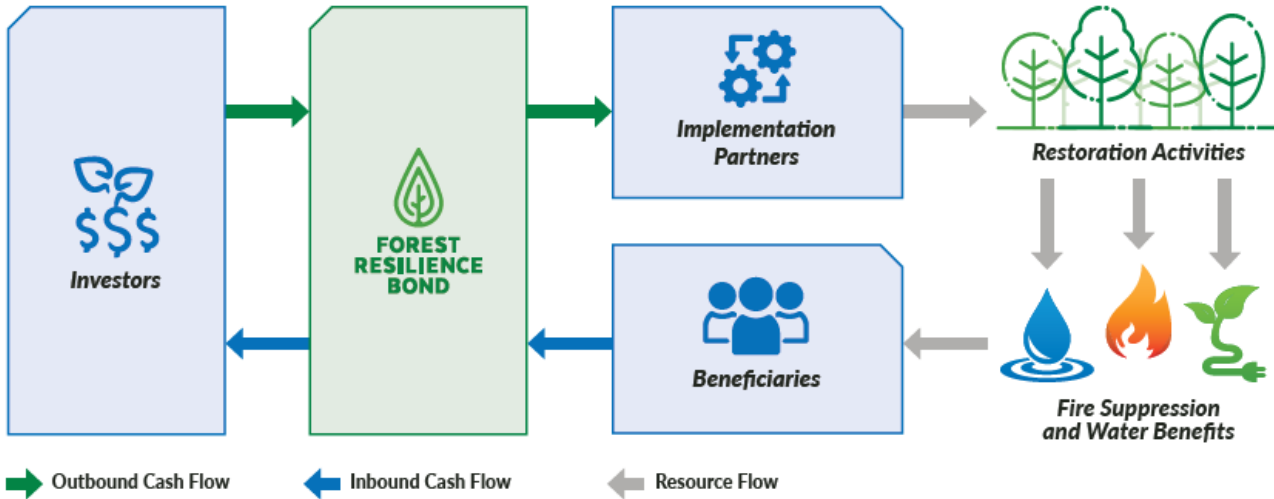 Investors
$$$
FOREST
RESILIENCE
BOND
Implementation
Partners
Restoration Activities
Beneficiaries
Fire Suppression
and Water Benefits
Outbound Cash Flow
Inbound Cash Flow
Resource Flow